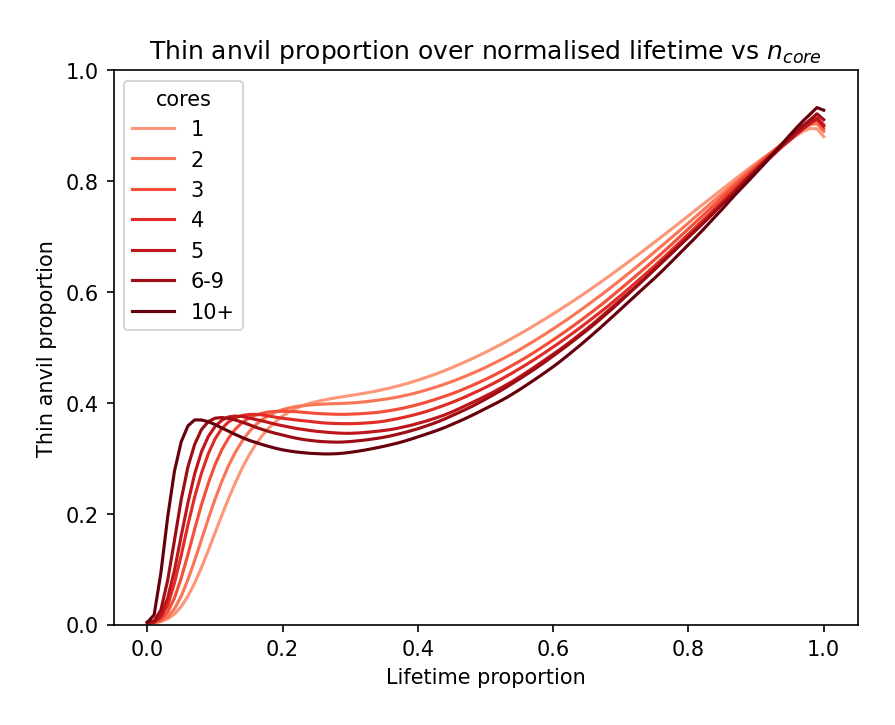 Thin anvil proportion over normalised lifetime vs n_core
1.0
0.8
0.6
0.4
0.2
0.0
Thin anvil proportion
cores
1
2
3
4
5
6-9
10+
0.0 0.2 0.4 0.6 0.8 1.0
Lifetime proportion